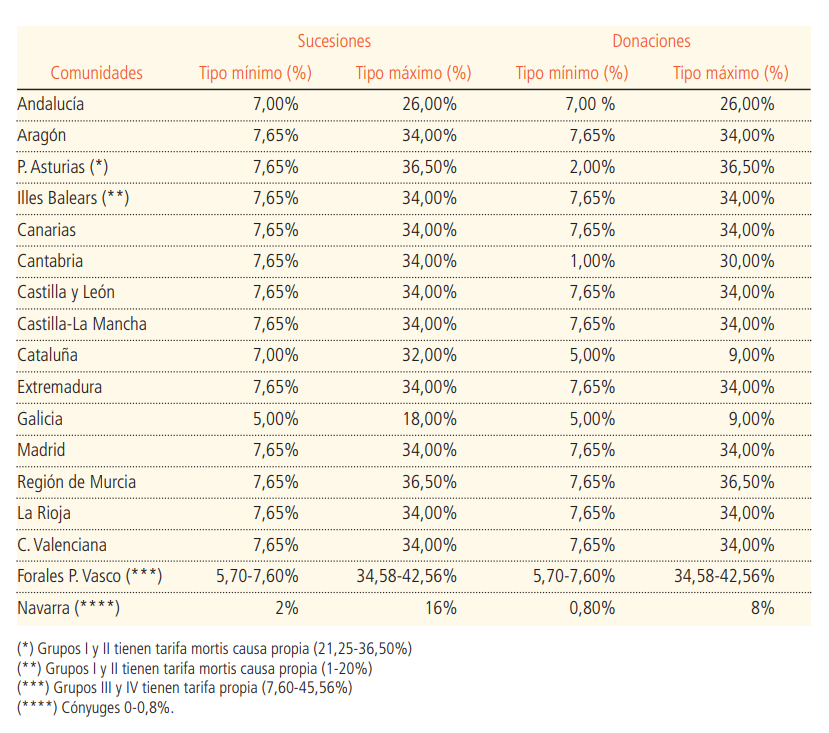 Sucesiones Donaciones
Comunidades Tipo mínimo (%) Tipo máximo (%) Tipo mínimo (%) Tipo máximo (%)
Andalucía 7,00% 26,00% 7,00 % 26,00%
Aragón 7,65% 34,00% 7,65% 34,00%
P. Asturias (*) 7,65% 36,50% 2,00% 36,50%
Illes Balears (**) 7,65% 34,00% 7,65% 34,00%
Canarias 7,65% 34,00% 7,65% 34,00%
Cantabria 7,65% 34,00% 1,00% 30,00%
Castilla y León 7,65% 34,00% 7,65% 34,00%
Castilla-La Mancha 7,65% 34,00% 7,65% 34,00%
Cataluña 7,00% 32,00% 5,00% 9,00%
Extremadura 7,65% 34,00% 7,65% 34,00%
Galicia 5,00% 18,00% 5,00% 9,00%
Madrid 7,65% 34,00% 7,65% 34,00%
Región de Murcia 7,65% 36,50% 7,65% 36,50%
La Rioja 7,65% 34,00% 7,65% 34,00%
C. Valenciana 7,65% 34,00% 7,65% 34,00%
Forales P. Vasco (***) 5,70-7,60% 34,58-42,56% 5,70-7,60% 34,58-42,56%
Navarra (****) 2% 16% 0,80% 8%
(*) Grupos I y II tienen tarifa mortis causa propia (21,25-36,50%)
(**) Grupos I y II tienen tarifa mortis causa propia (1-20%)
(***) Grupos III y IV tienen tarifa propia (7,60-45,56%)
(****) Cónyuges 0-0,8%.